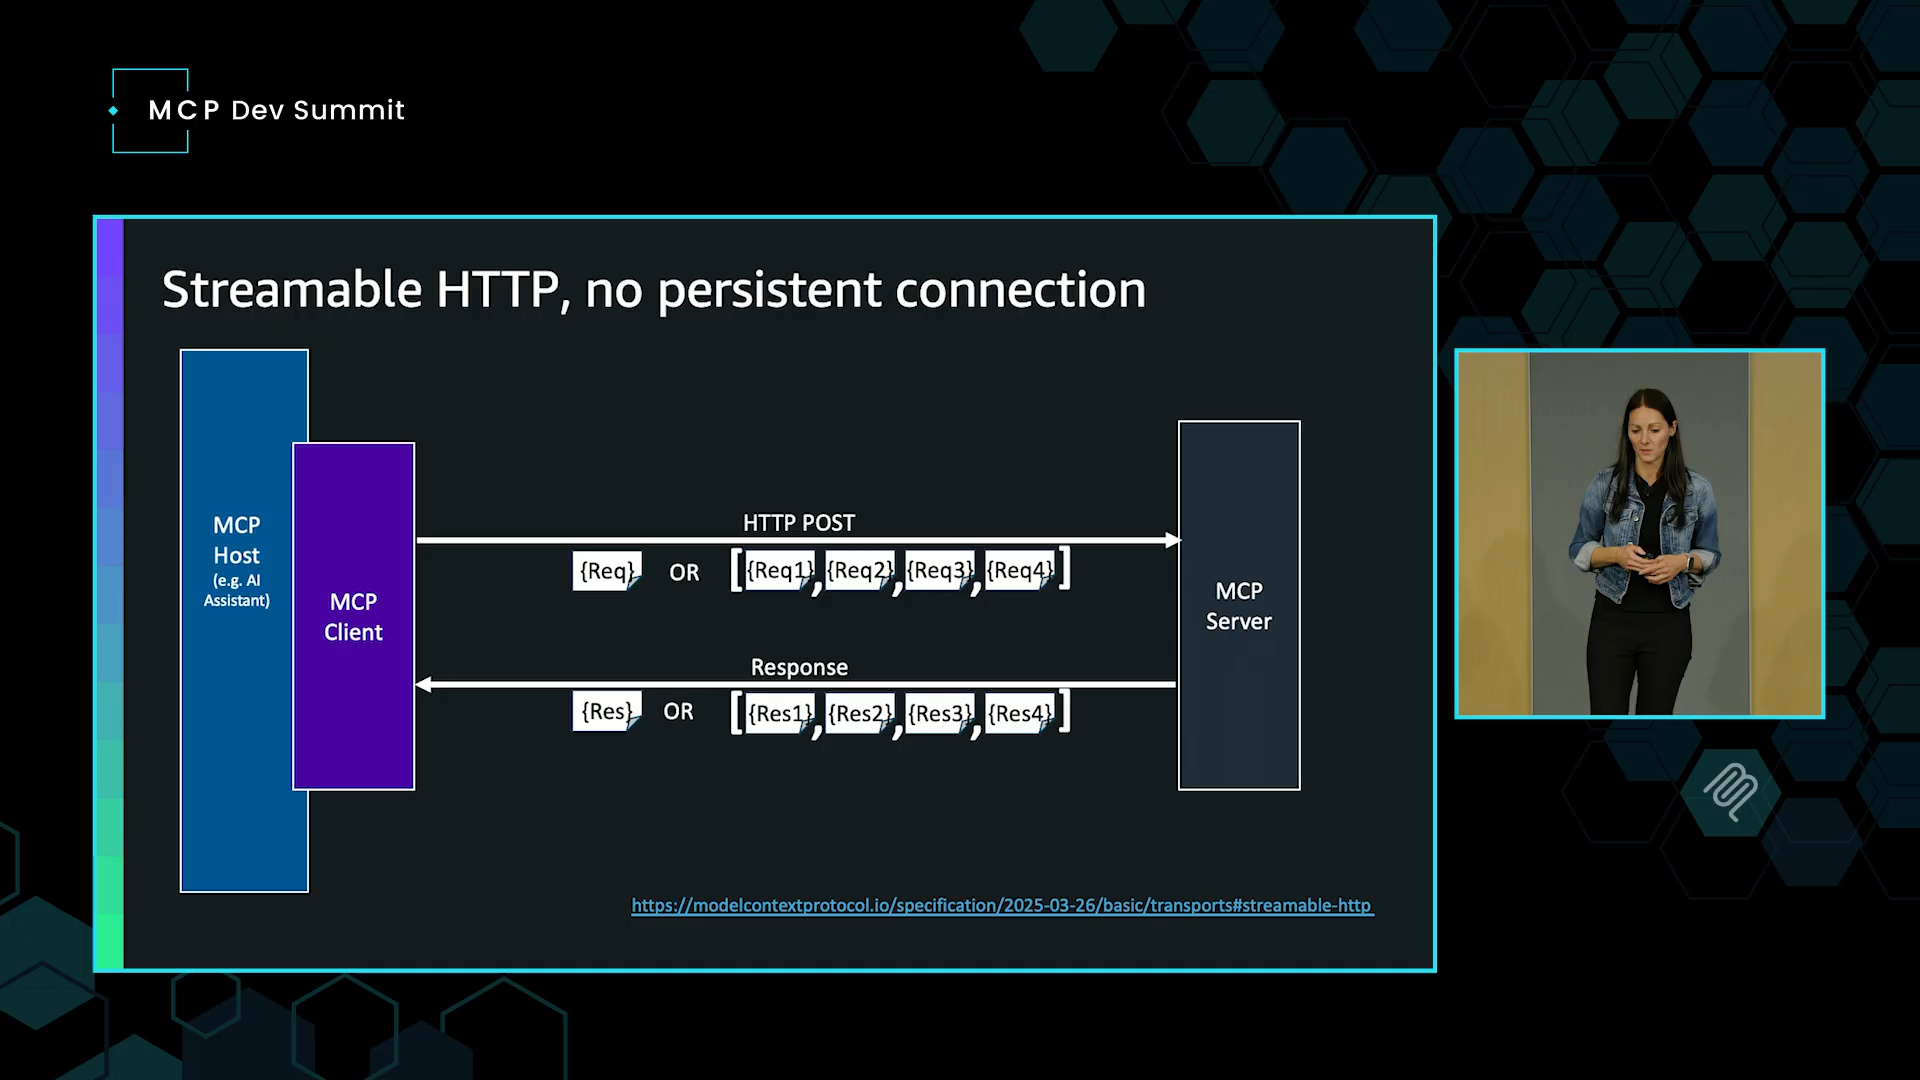 MCP Dev Summit
Streamable HTTP, no persistent connection
MCP
Host
(e.g. AI
Assistant)
MCP
Client
HTTP POST
{Req} OR [{Req1}, {Req2}, {Req3}, {Req4}]
Response
{Res} OR [{Res1}, {Res2}, {Res3}, {Res4}]
MCP
Server
https://modelcontextprotocol.io/specification/2025-03-26/basic/transports#streamable-http